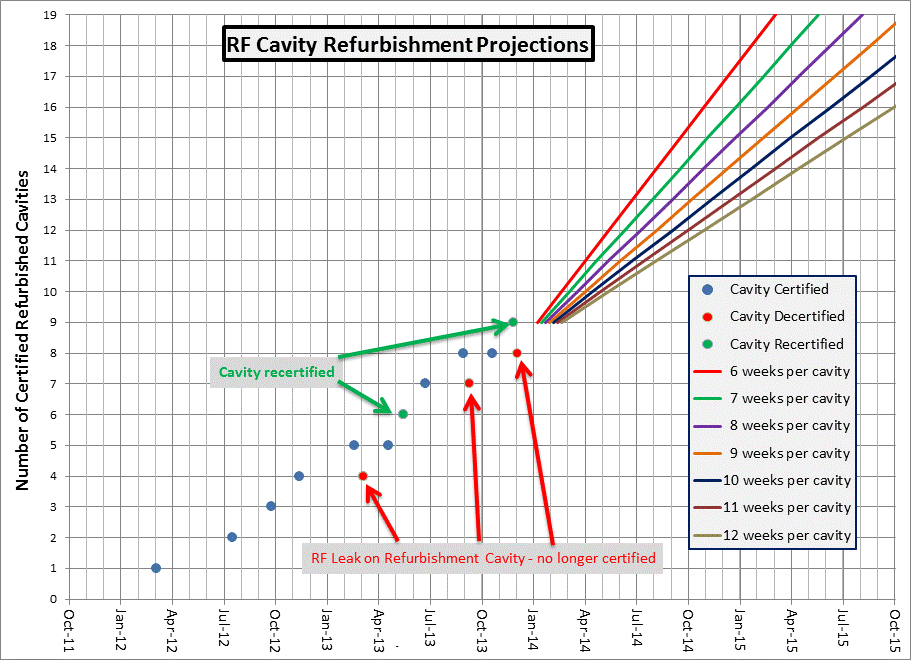 RF Cavity Refurbishment Projections
Number of Certified Refurbished Cavities
19
18
17
16
15
14
13
12
11
10
9
8
7
6
5
4
3
2
1
0
Cavity recertified
RF Leak on Refurbishment Cavity - no longer certified
Cavity Certified
Cavity Decertified
Cavity Recertified
6 weeks per cavity
7 weeks per cavity
8 weeks per cavity
9 weeks per cavity
10 weeks per cavity
11 weeks per cavity
12 weeks per cavity
Oct-11
Jan-12
Apr-12
Jul-12
Oct-12
Jan-13
Apr-13
Jul-13
Oct-13
Jan-14
Apr-14
Jul-14
Oct-14
Jan-15
Apr-15
Jul-15
Oct-15